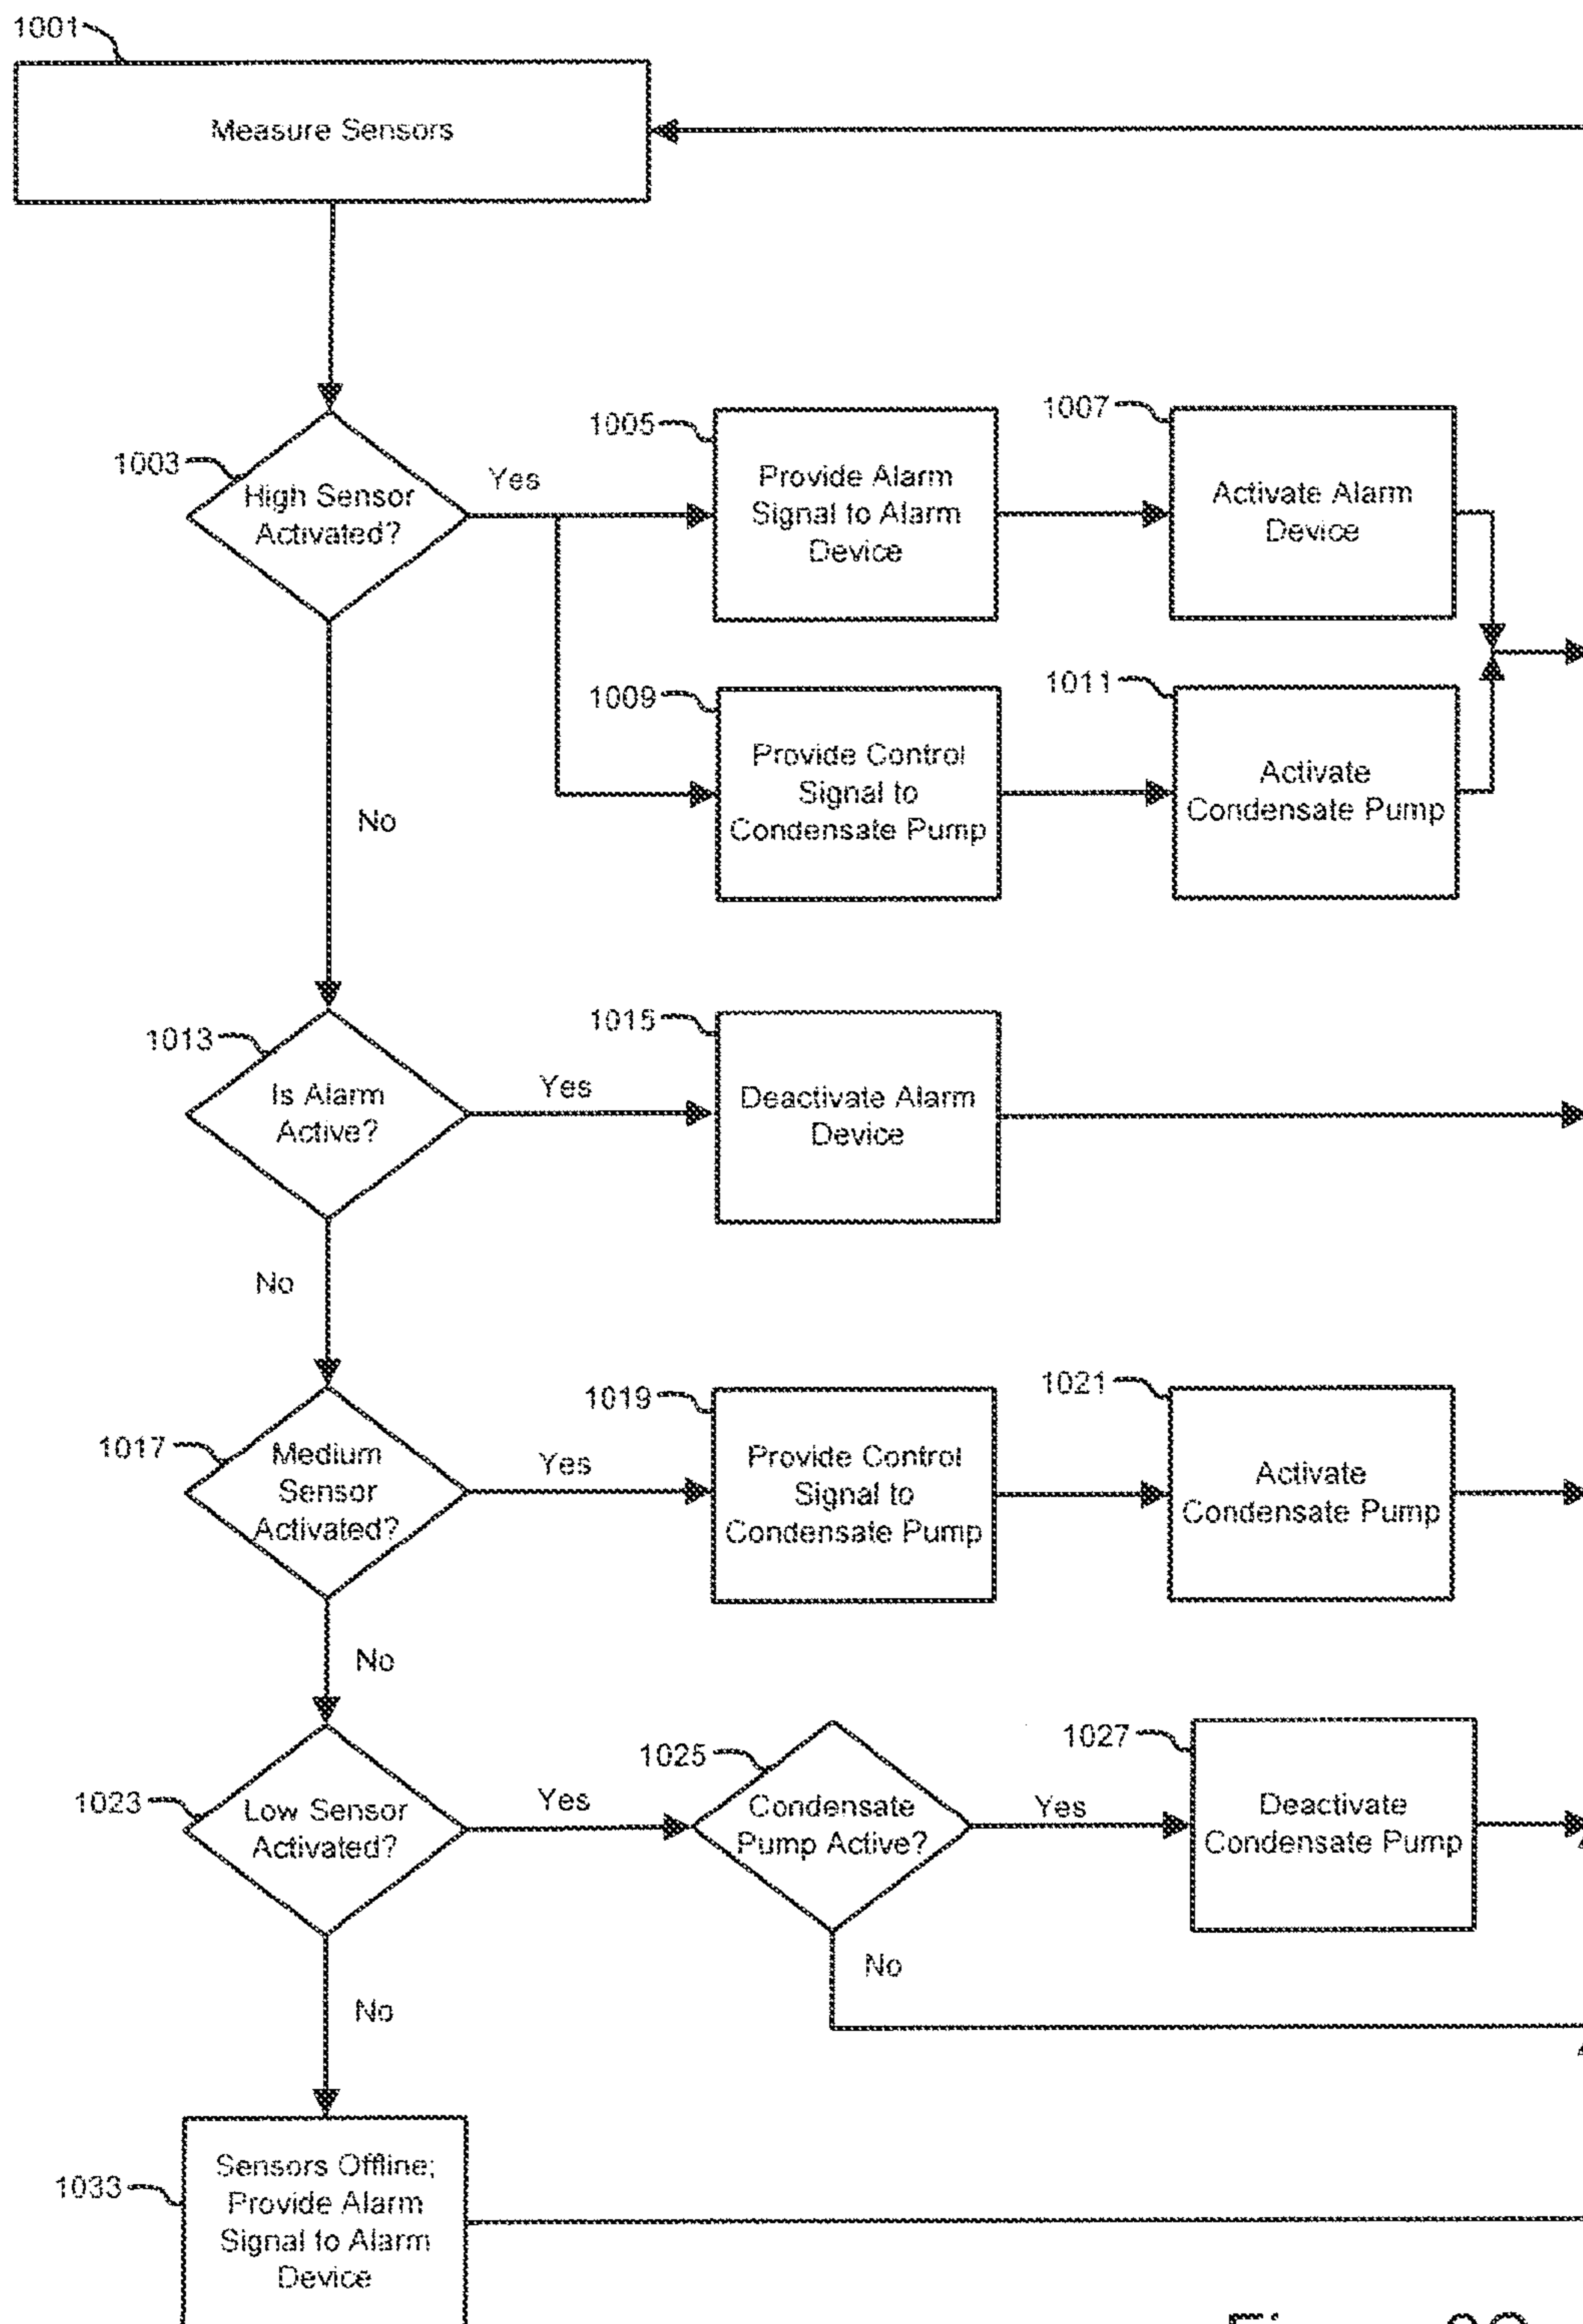 1001
Measure Sensors
1003
High Sensor
Activated?
Yes
1005
Provide Alarm
Signal to Alarm
Device
1007
Activate Alarm
Device
1009
Provide Control
Signal to
Condensate Pump
1011
Activate
Condensate Pump
No
1013
Is Alarm
Active?
Yes
1015
Deactivate Alarm
Device
No
1017
Medium
Sensor
Activated?
Yes
1019
Provide Control
Signal to
Condensate Pump
1021
Activate
Condensate Pump
No
1023
Low Sensor
Activated?
Yes
1025
Condensate
Pump Active?
Yes
1027
Deactivate
Condensate Pump
No
No
1033
Sensors Offline;
Provide Alarm
Signal to Alarm
Device